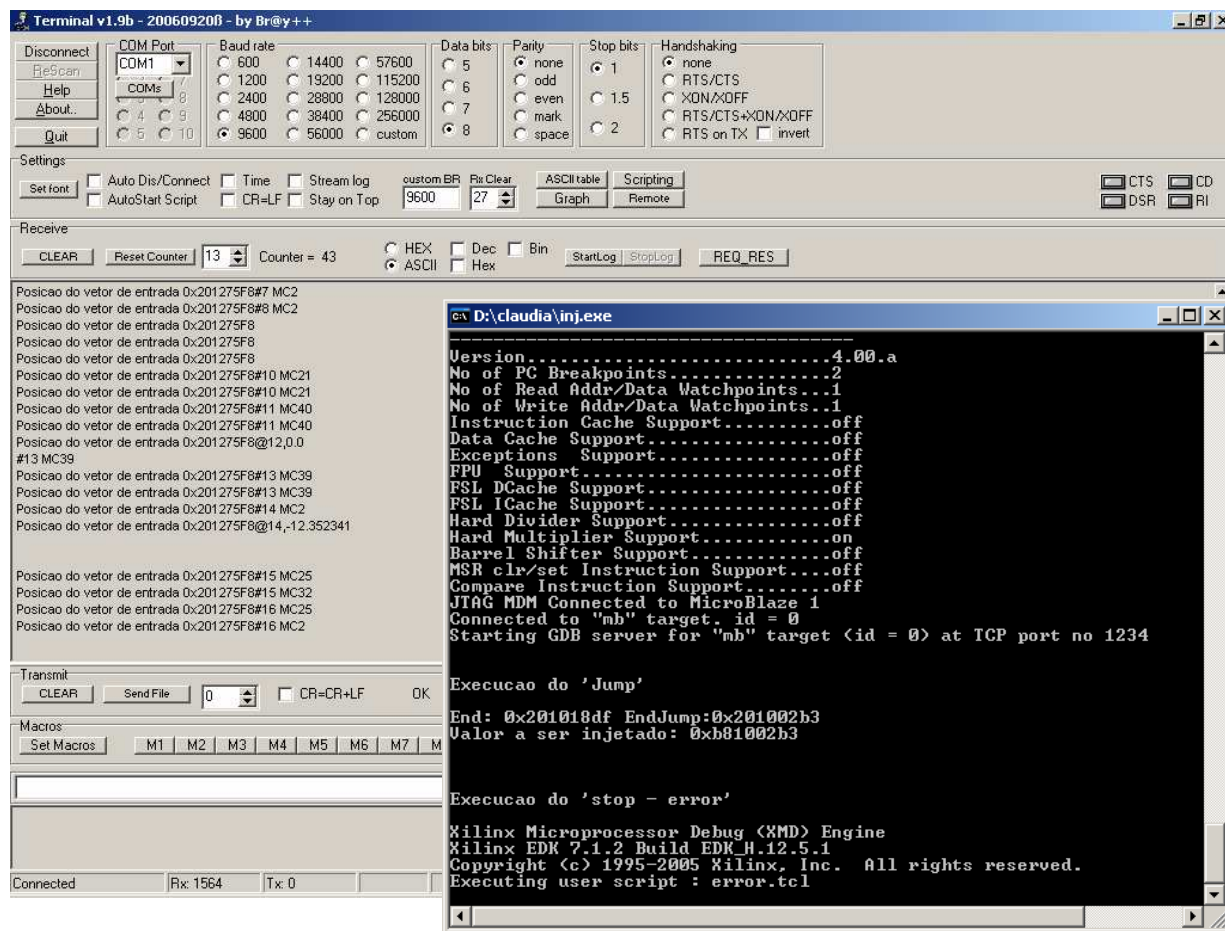 Terminal v1.9b - 20060920ß - by Br@y++
Disconnect
ReScan
Help
About..
Quit
COM Port
COM1
COMs
4 9
5 10
Baud rate
600 14400 57600
1200 19200 115200
2400 28800 128000
4800 38400 256000
9600 56000 custom
Data bits
5
6
7
8
Parity
none
odd
even
mark
space
Stop bits
1
1.5
2
Handshaking
none
RTS/CTS
XON/XOFF
RTS/CTS+XON/XOFF
RTS on TX invert
Settings
Set font
Auto Dis/Connect Time Stream log
AutoStart Script CR=LF Stay on Top
custom BR Rx Clear
9600 27
ASCII table Scripting
Graph Remote
CTS CD
DSR RI
Receive
CLEAR Reset Counter 13 Counter = 43
HEX Dec Bin
ASCII Hex
StartLog StopLog REQ_RES
Posicao do vetor de entrada 0x201275F8#7 MC2
Posicao do vetor de entrada 0x201275F8#8 MC2
Posicao do vetor de entrada 0x201275F8
Posicao do vetor de entrada 0x201275F8
Posicao do vetor de entrada 0x201275F8
Posicao do vetor de entrada 0x201275F8#10 MC21
Posicao do vetor de entrada 0x201275F8#10 MC21
Posicao do vetor de entrada 0x201275F8#11 MC40
Posicao do vetor de entrada 0x201275F8#11 MC40
Posicao do vetor de entrada 0x201275F8@12,0.0
#13 MC39
Posicao do vetor de entrada 0x201275F8#13 MC39
Posicao do vetor de entrada 0x201275F8#13 MC39
Posicao do vetor de entrada 0x201275F8#14 MC2
Posicao do vetor de entrada 0x201275F8@14,-12.352341
Posicao do vetor de entrada 0x201275F8#15 MC25
Posicao do vetor de entrada 0x201275F8#15 MC32
Posicao do vetor de entrada 0x201275F8#16 MC25
Posicao do vetor de entrada 0x201275F8#16 MC2
Transmit
CLEAR Send File 0 CR=CR+LF OK
Macros
Set Macros M1 M2 M3 M4 M5 M6 M7 M
Connected Rx: 1564 Tx: 0
D:\claudia\inj.exe
-------------------------------------
Version............................4.00.a
No of PC Breakpoints...............2
No of Read Addr/Data Watchpoints...1
No of Write Addr/Data Watchpoints..1
Instruction Cache Support..........off
Data Cache Support.................off
Exceptions  Support................off
FPU  Support.......................off
FSL DCache Support.................off
FSL ICache Support.................off
Hard Divider Support...............off
Hard Multiplier Support............on
Barrel Shifter Support.............off
MSR clr/set Instruction Support....off
Compare Instruction Support........off
JTAG MDM Connected to MicroBlaze 1
Connected to "mb" target. id = 0
Starting GDB server for "mb" target (id = 0) at TCP port no 1234
Execucao do 'Jump'
End: 0x201018df EndJump:0x201002b3
Valor a ser injetado: 0xb81002b3
Execucao do 'stop - error'
Xilinx Microprocessor Debug (XMD) Engine
Xilinx EDK 7.1.2 Build EDK_H.12.5.1
Copyright (c) 1995-2005 Xilinx, Inc.  All rights reserved.
Executing user script : error.tcl